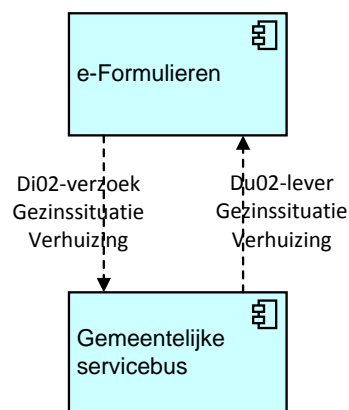 e-Formulieren
Di02-verzoek
Gezinssituatie
Verhuizing
Du02-lever
Gezinssituatie
Verhuizing
Gemeentelijke
servicebus